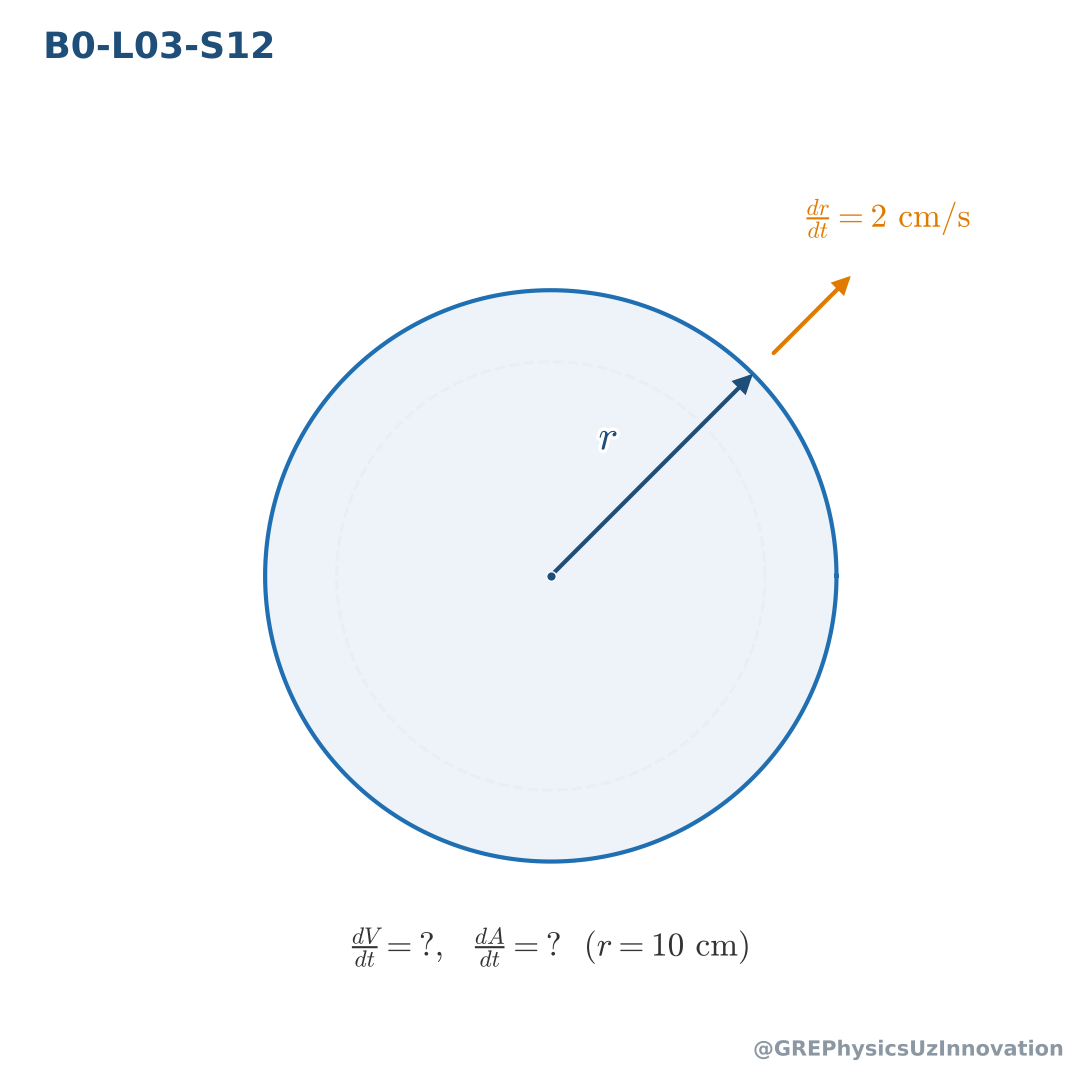 B0-L03-S12
dr/dt = 2 cm/s
r
dV/dt = ?, dA/dt = ? (r = 10 cm)
@GREPhysicsUzInnovation